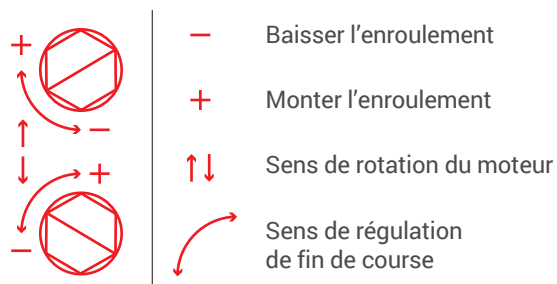 +
−
+
−
− Baisser l'enroulement
+ Monter l'enroulement
↑↓ Sens de rotation du moteur
Sens de régulation
de fin de course